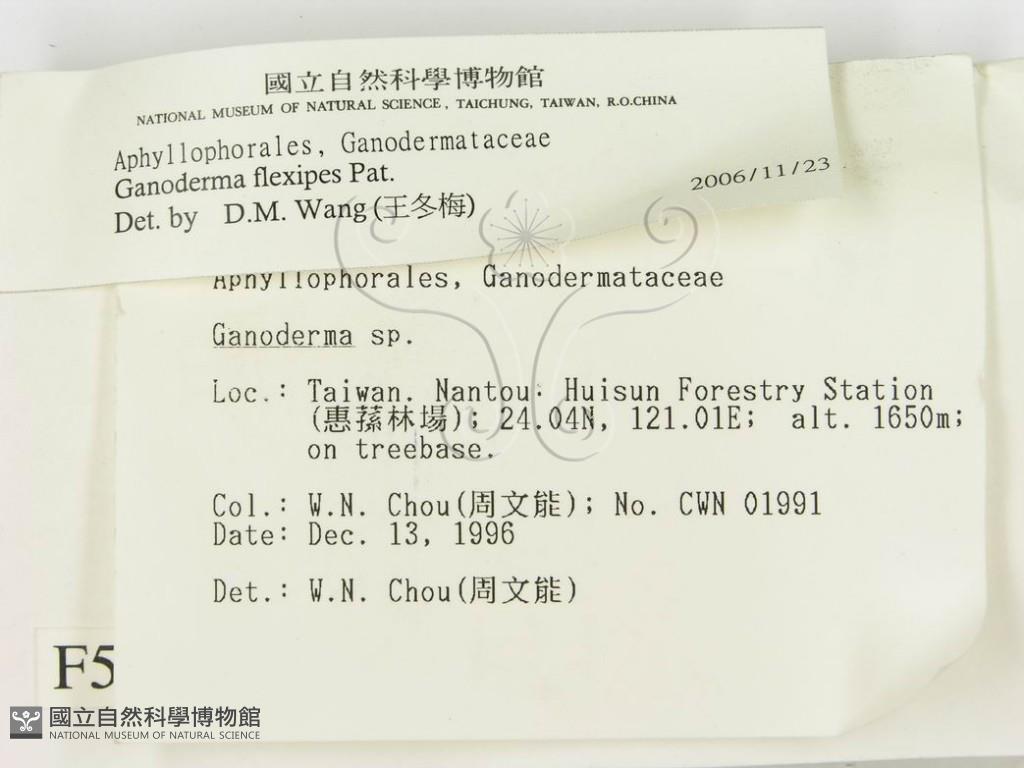 國立自然科學博物館
NATIONAL MUSEUM OF NATURAL SCIENCE, TAICHUNG, TAIWAN, R.O.CHINA
Aphyllophorales, Ganodermataceae
Ganoderma flexipes Pat.
2006/11/23
Det. by D.M. Wang (王冬梅)
Aphyllophorales, Ganodermataceae
Ganoderma sp.
Loc.: Taiwan. Nantou: Huisun Forestry Station
(惠蓀林場); 24.04N, 121.01E; alt. 1650m;
on treebase.
Col.: W.N. Chou(周文能); No. CWN 01991
Date: Dec. 13, 1996
Det.: W.N. Chou(周文能)
F5
國立自然科學博物館
NATIONAL MUSEUM OF NATURAL SCIENCE